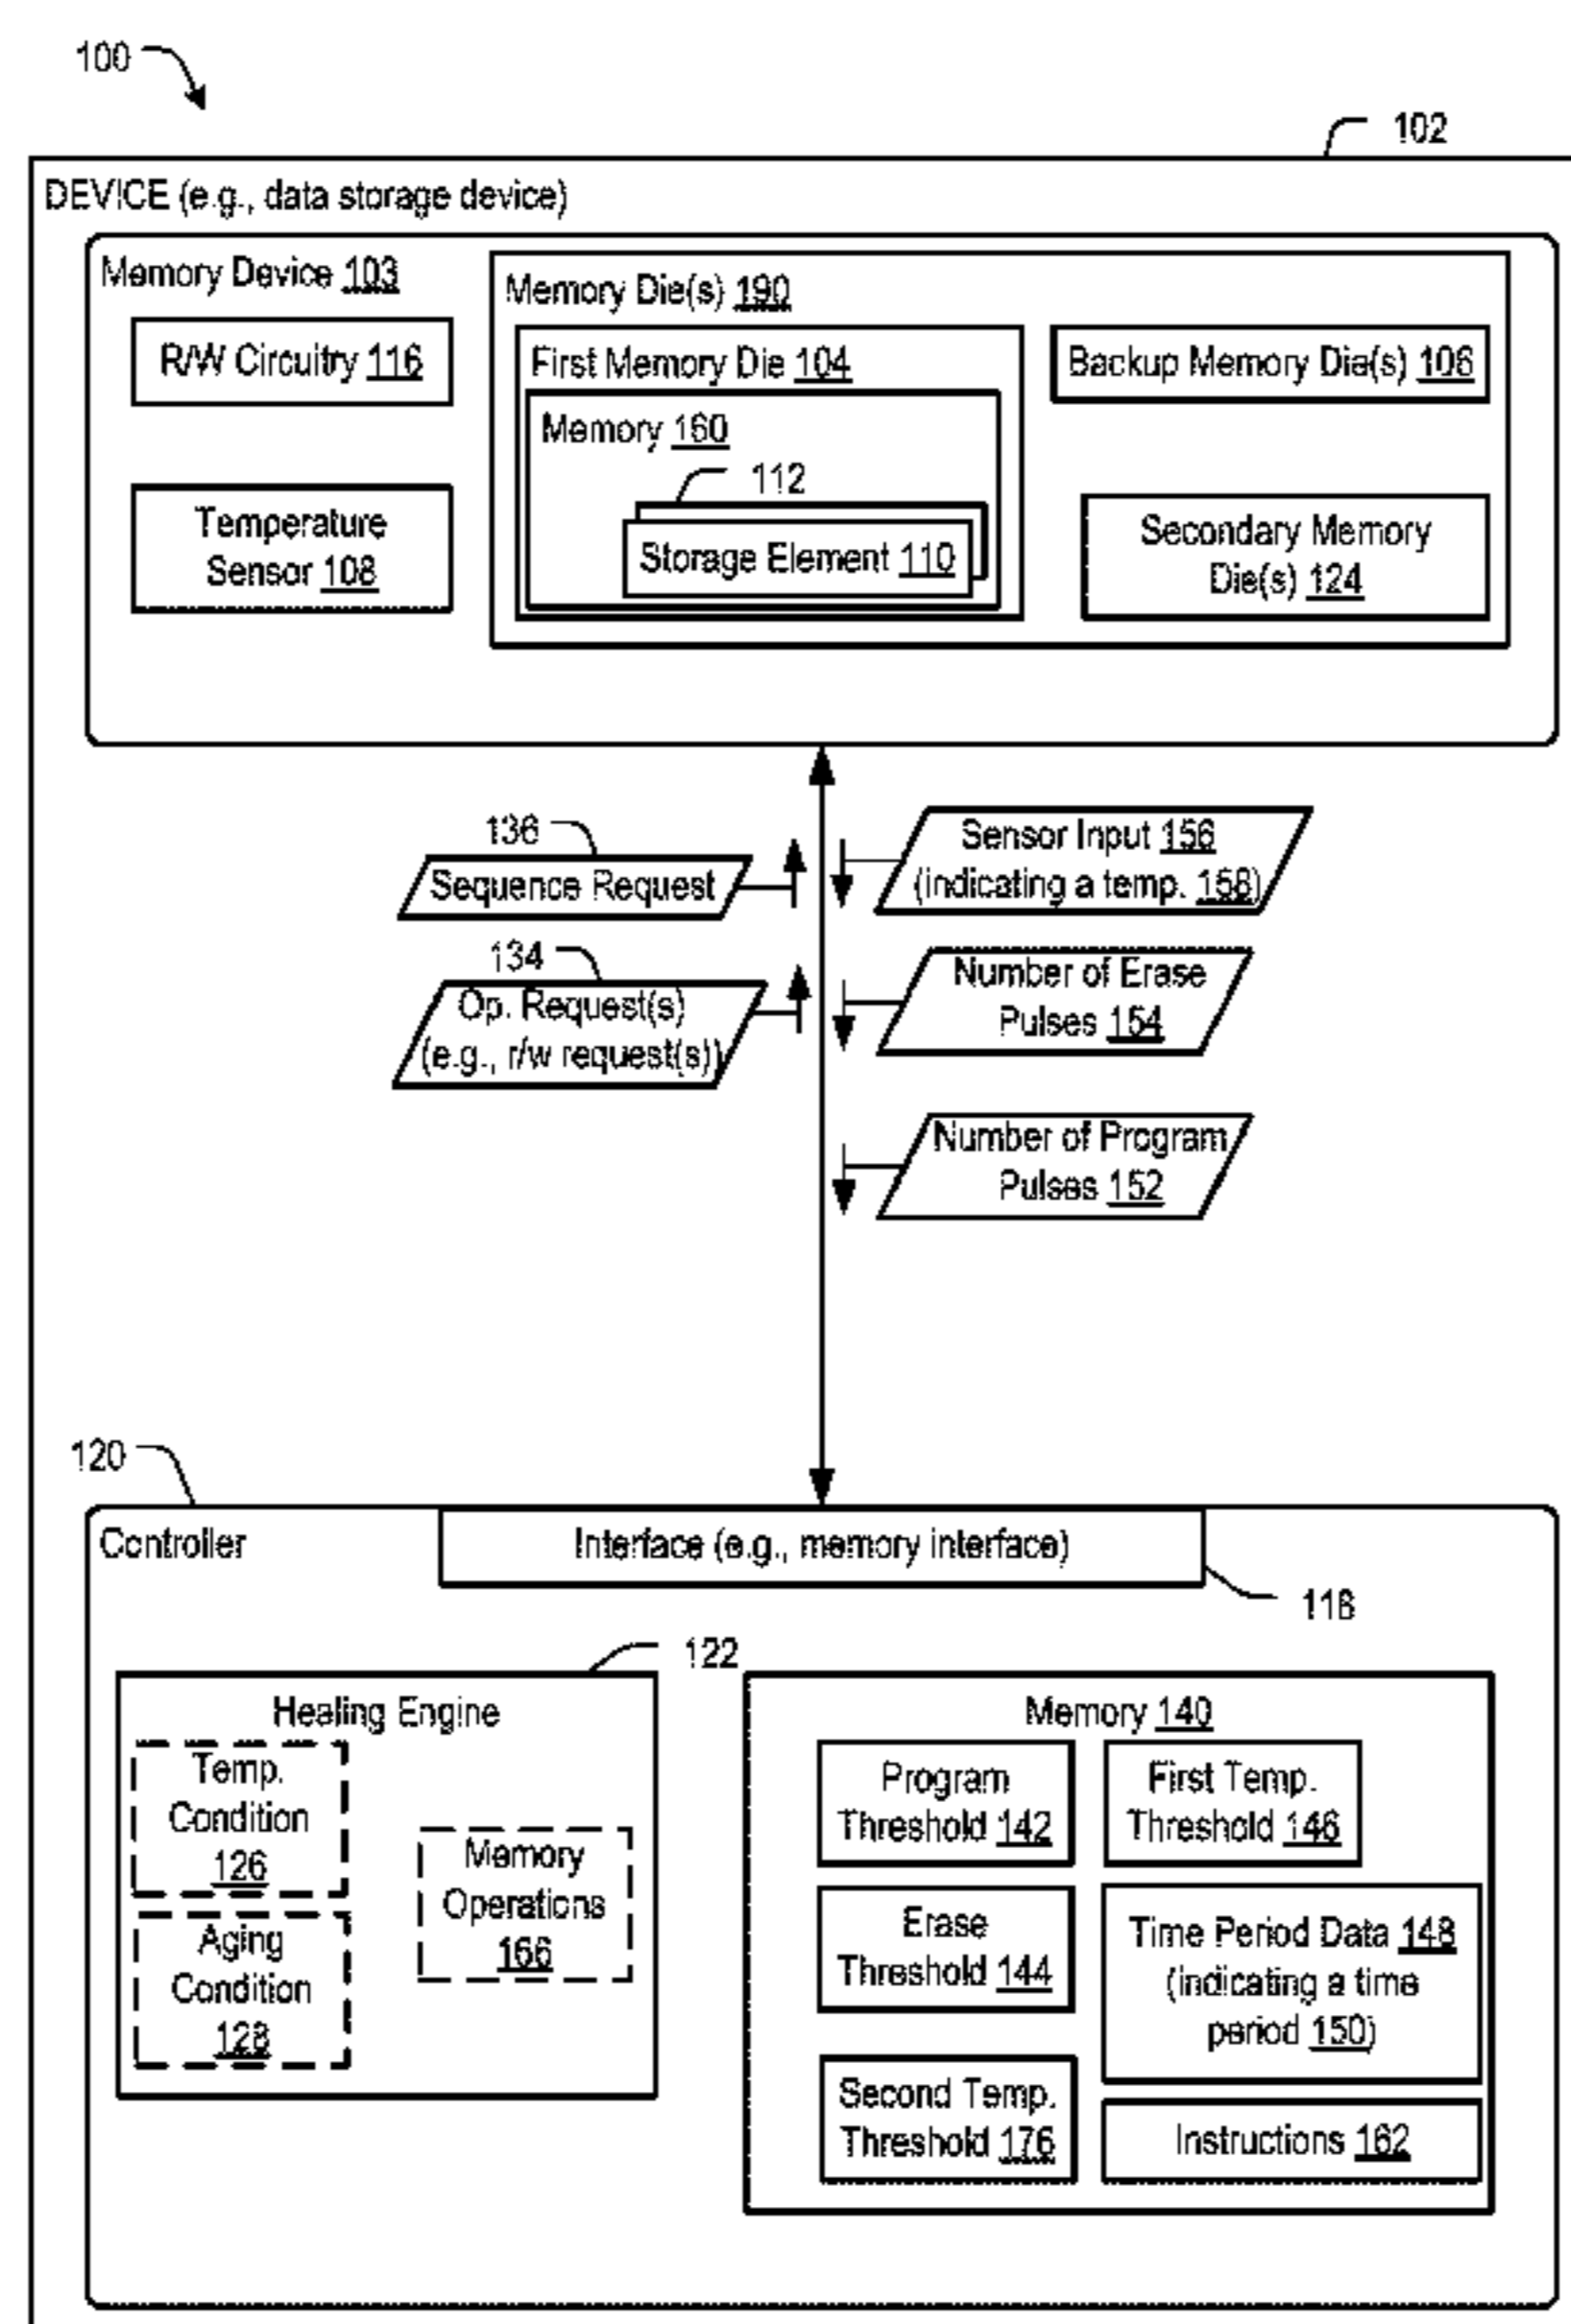 100
102
DEVICE (e.g., data storage device)
Memory Device 103
R/W Circuitry 116
Temperature
Sensor 108
Memory Die(s) 190
First Memory Die 104
Memory 160
112
Storage Element 110
Backup Memory Die(s) 106
Secondary Memory
Die(s) 124
136
Sequence Request
134
Op. Request(s)
(e.g., r/w request(s))
Sensor Input 156
(indicating a temp. 158)
Number of Erase
Pulses 154
Number of Program
Pulses 152
120
Controller
Interface (e.g., memory interface)
118
122
Healing Engine
Temp.
Condition
126
Aging
Condition
128
Memory
Operations
166
Memory 140
Program
Threshold 142
First Temp.
Threshold 146
Erase
Threshold 144
Time Period Data 148
(indicating a time
period 150)
Second Temp.
Threshold 176
Instructions 162